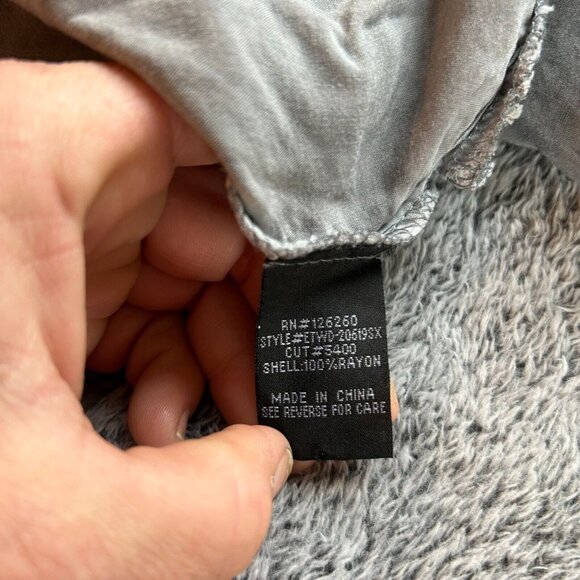 RN#126260
STYLE#ETWD-20619SX
CUT#5400
SHELL:100%RAYON
MADE IN CHINA
SEE REVERSE FOR CARE